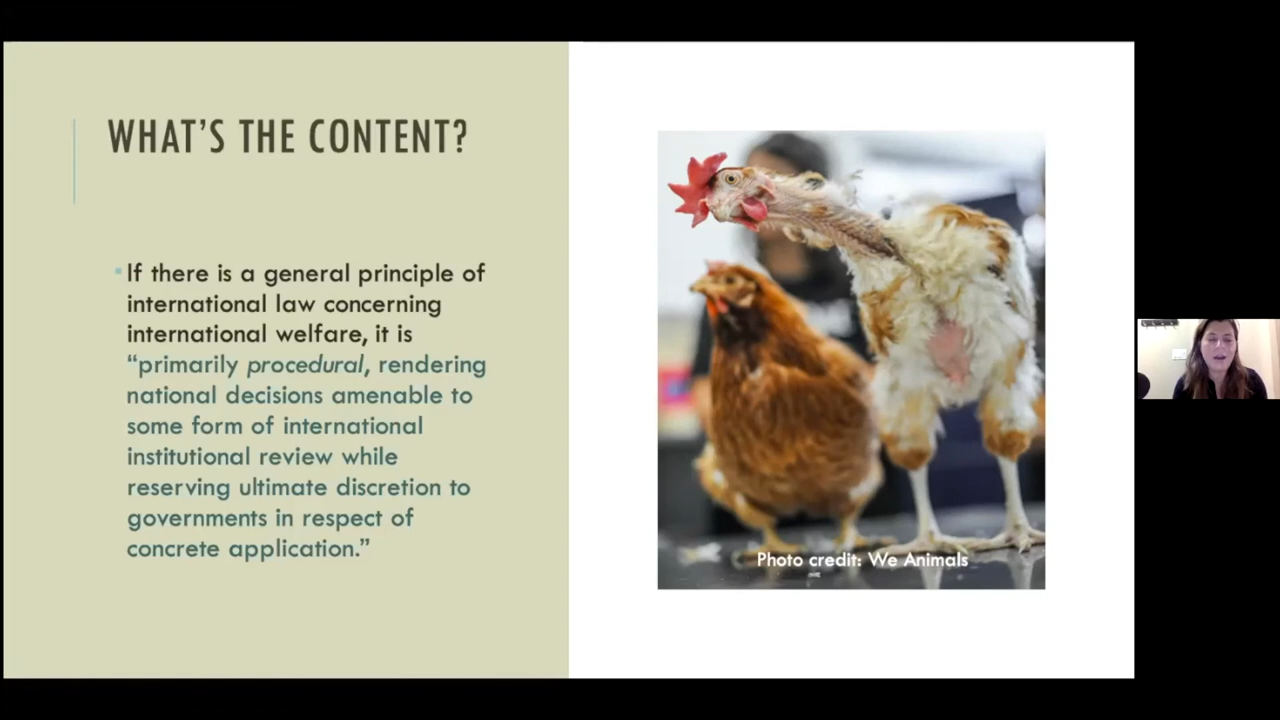 WHAT'S THE CONTENT?
If there is a general principle of
international law concerning
international welfare, it is
“primarily procedural, rendering
national decisions amenable to
some form of international
institutional review while
reserving ultimate discretion to
governments in respect of
concrete application.”
Photo credit: We Animals